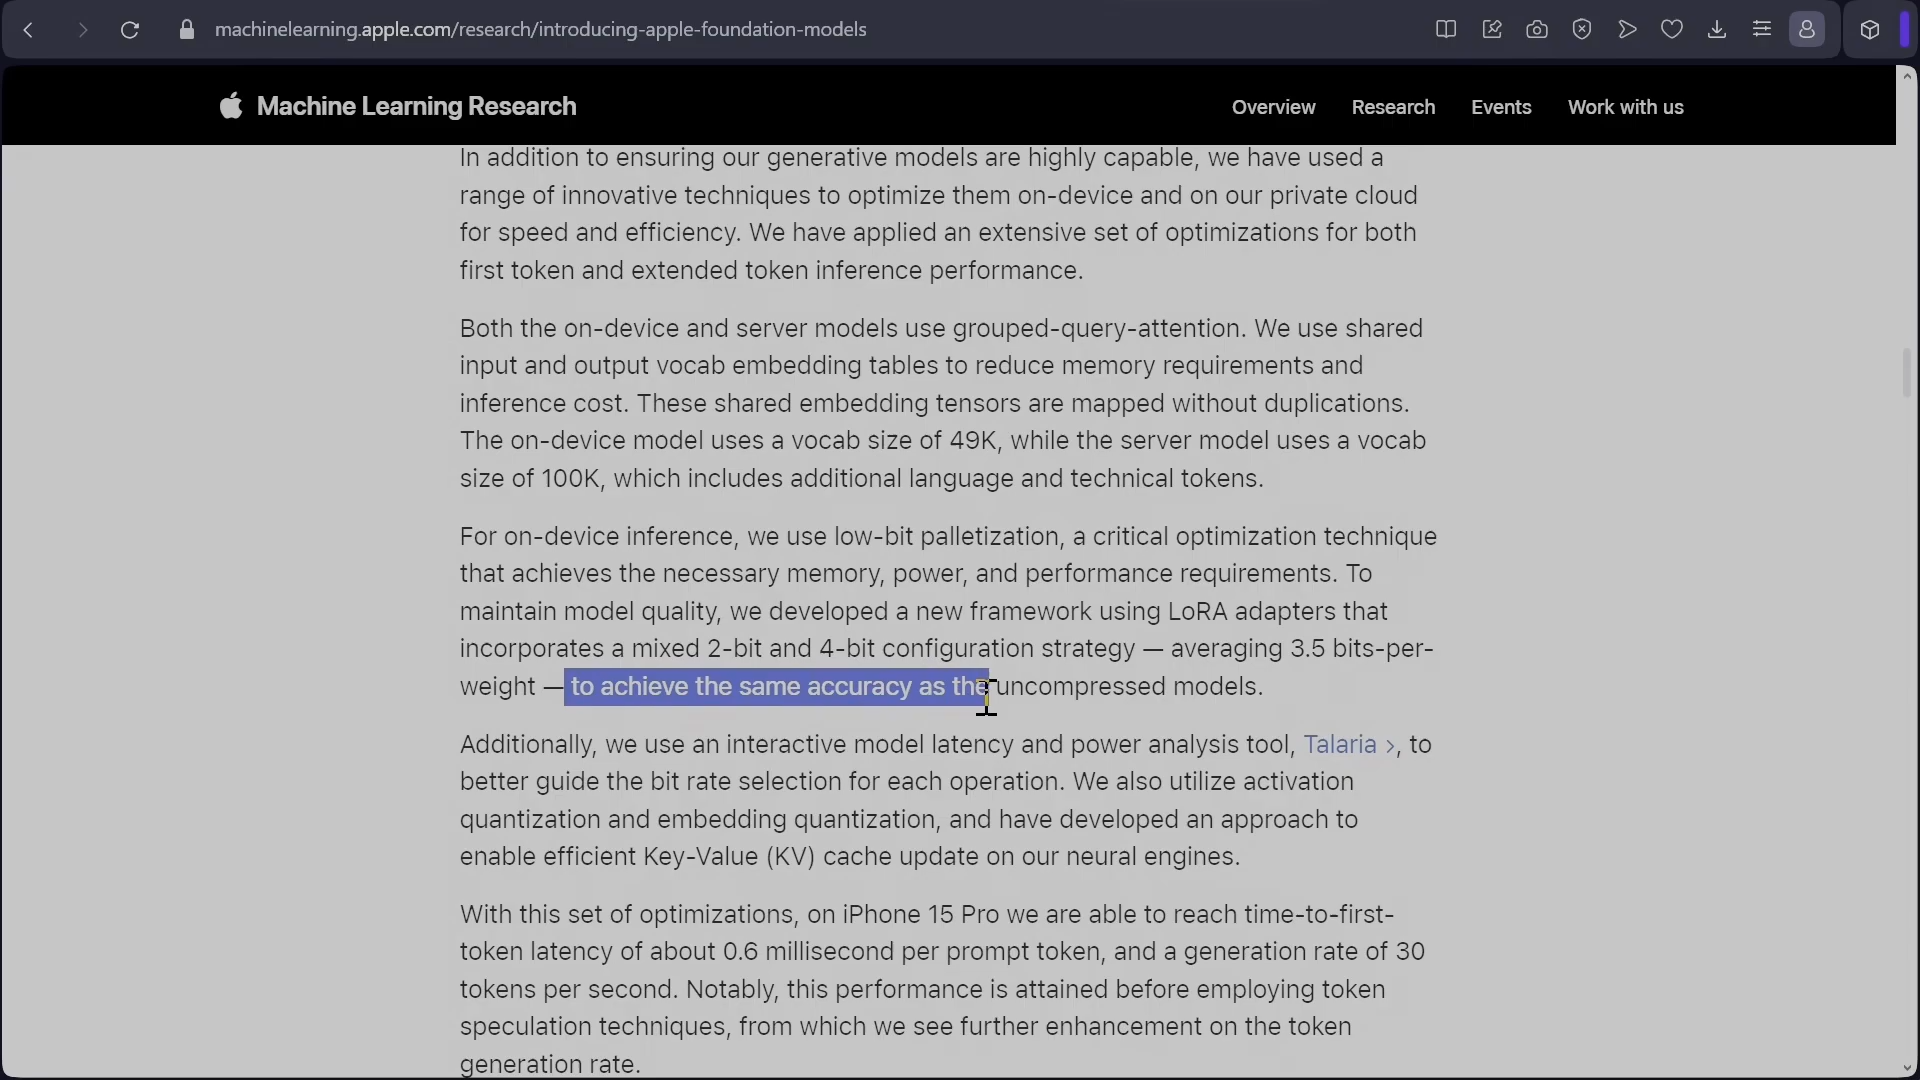 machinelearning.apple.com/research/introducing-apple-foundation-models
Machine Learning Research
Overview
Research
Events
Work with us
In addition to ensuring our generative models are highly capable, we have used a
range of innovative techniques to optimize them on-device and on our private cloud
for speed and efficiency. We have applied an extensive set of optimizations for both
first token and extended token inference performance.
Both the on-device and server models use grouped-query-attention. We use shared
input and output vocab embedding tables to reduce memory requirements and
inference cost. These shared embedding tensors are mapped without duplications.
The on-device model uses a vocab size of 49K, while the server model uses a vocab
size of 100K, which includes additional language and technical tokens.
For on-device inference, we use low-bit palletization, a critical optimization technique
that achieves the necessary memory, power, and performance requirements. To
maintain model quality, we developed a new framework using LoRA adapters that
incorporates a mixed 2-bit and 4-bit configuration strategy — averaging 3.5 bits-per-
weight — to achieve the same accuracy as the uncompressed models.
Additionally, we use an interactive model latency and power analysis tool, Talaria >, to
better guide the bit rate selection for each operation. We also utilize activation
quantization and embedding quantization, and have developed an approach to
enable efficient Key-Value (KV) cache update on our neural engines.
With this set of optimizations, on iPhone 15 Pro we are able to reach time-to-first-
token latency of about 0.6 millisecond per prompt token, and a generation rate of 30
tokens per second. Notably, this performance is attained before employing token
speculation techniques, from which we see further enhancement on the token
generation rate.